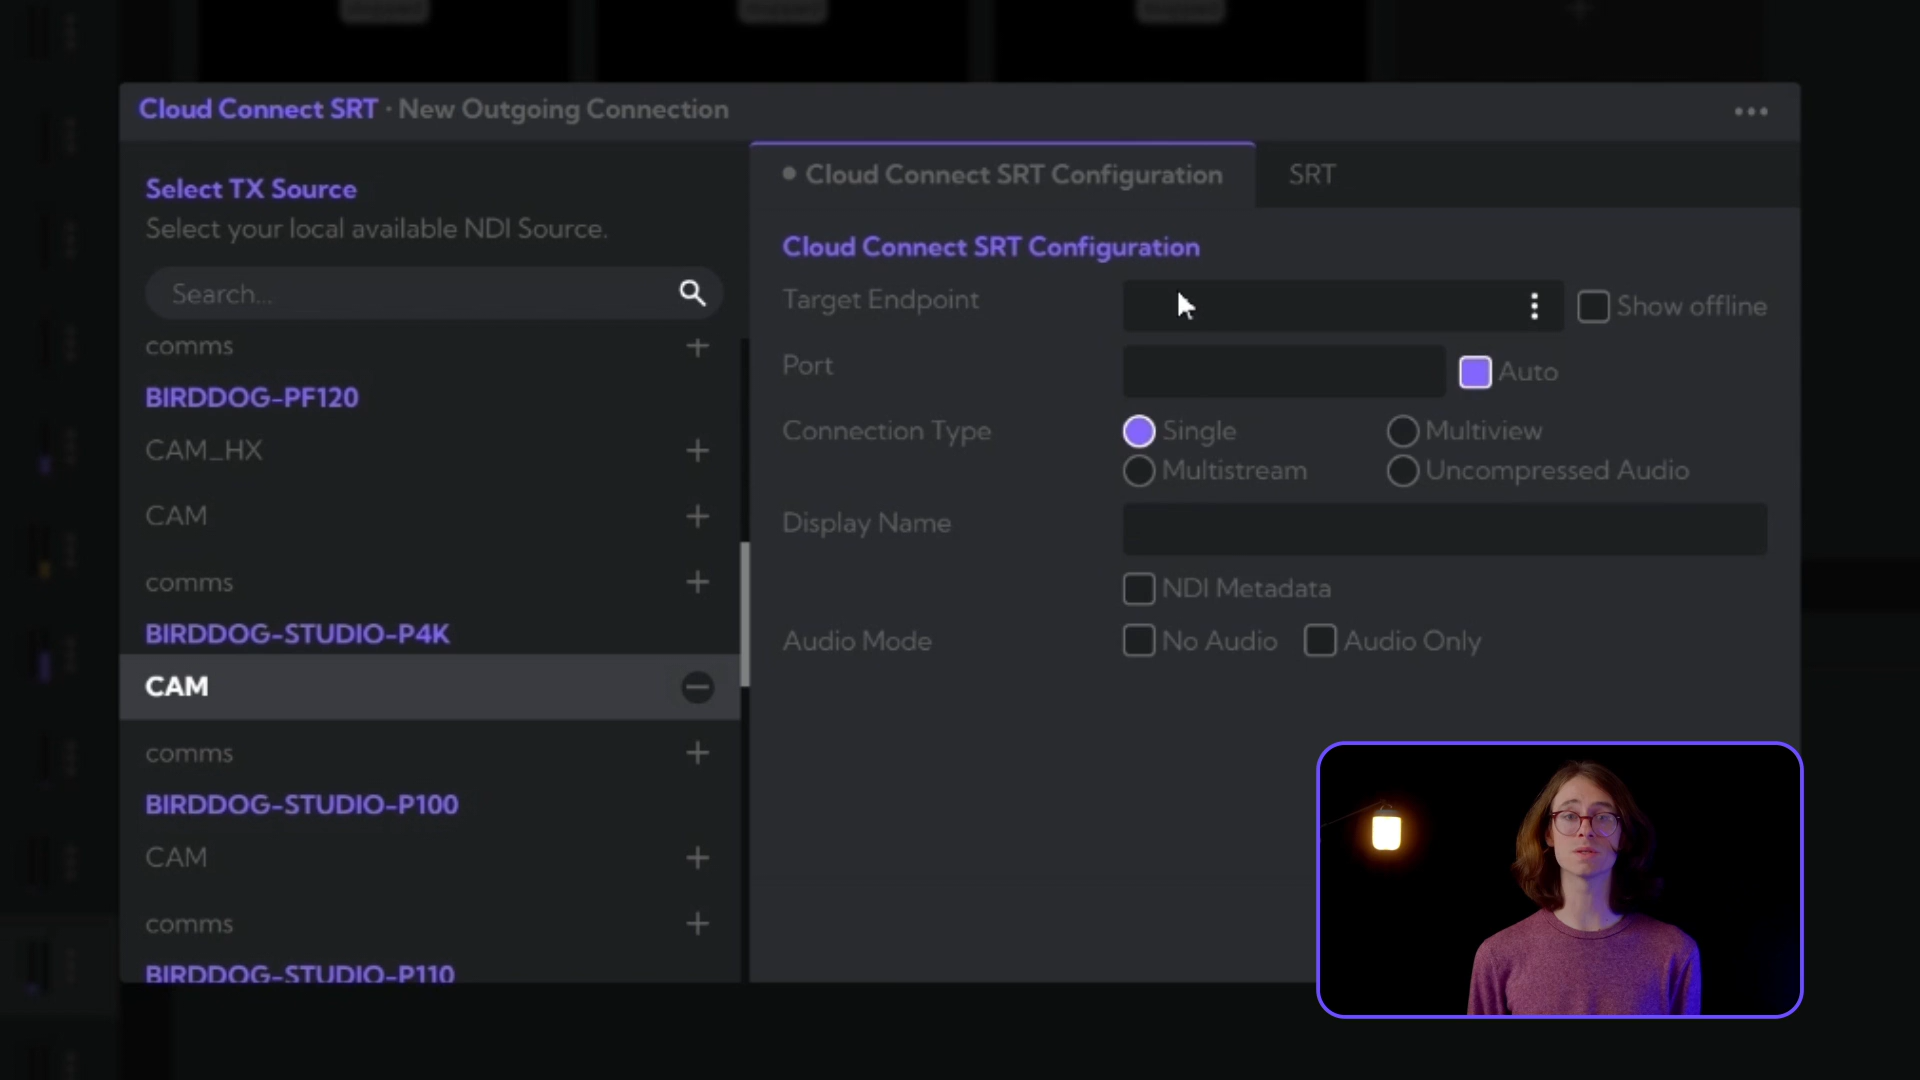 Cloud Connect SRT · New Outgoing Connection
Select TX Source
Select your local available NDI Source.
Search...
comms
BIRDDOG-PF120
CAM_HX
CAM
comms
BIRDDOG-STUDIO-P4K
CAM
comms
BIRDDOG-STUDIO-P100
CAM
comms
BIRDDOG-STUDIO-P110
Cloud Connect SRT Configuration
SRT
Cloud Connect SRT Configuration
Target Endpoint
Show offline
Port
Auto
Connection Type
Single
Multiview
Multistream
Uncompressed Audio
Display Name
NDI Metadata
Audio Mode
No Audio
Audio Only